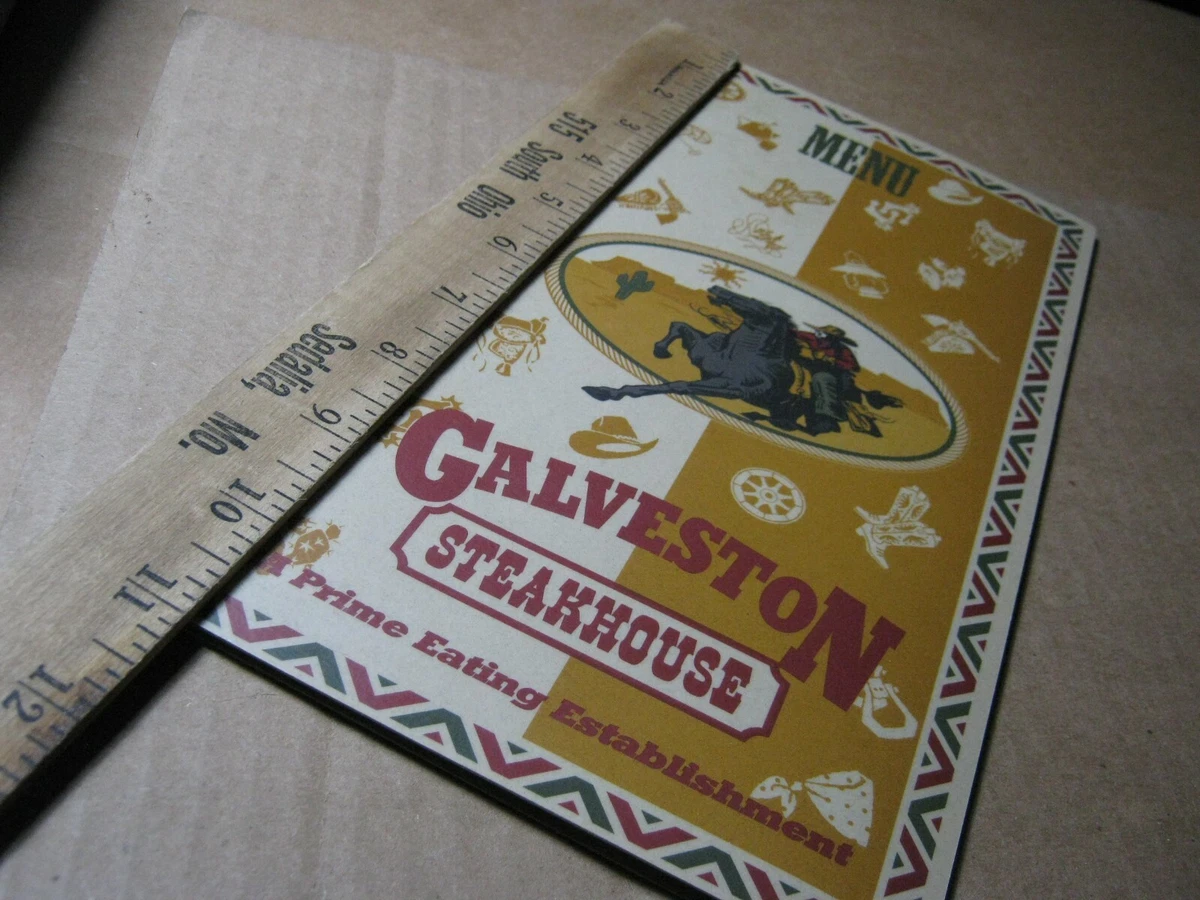 MENU
GALVESTON
STEAKHOUSE
A Prime Eating Establishment
515 South Ohio
Sedalia, Mo.
1 2 3 4 5 6 7 8 9 10 11 12